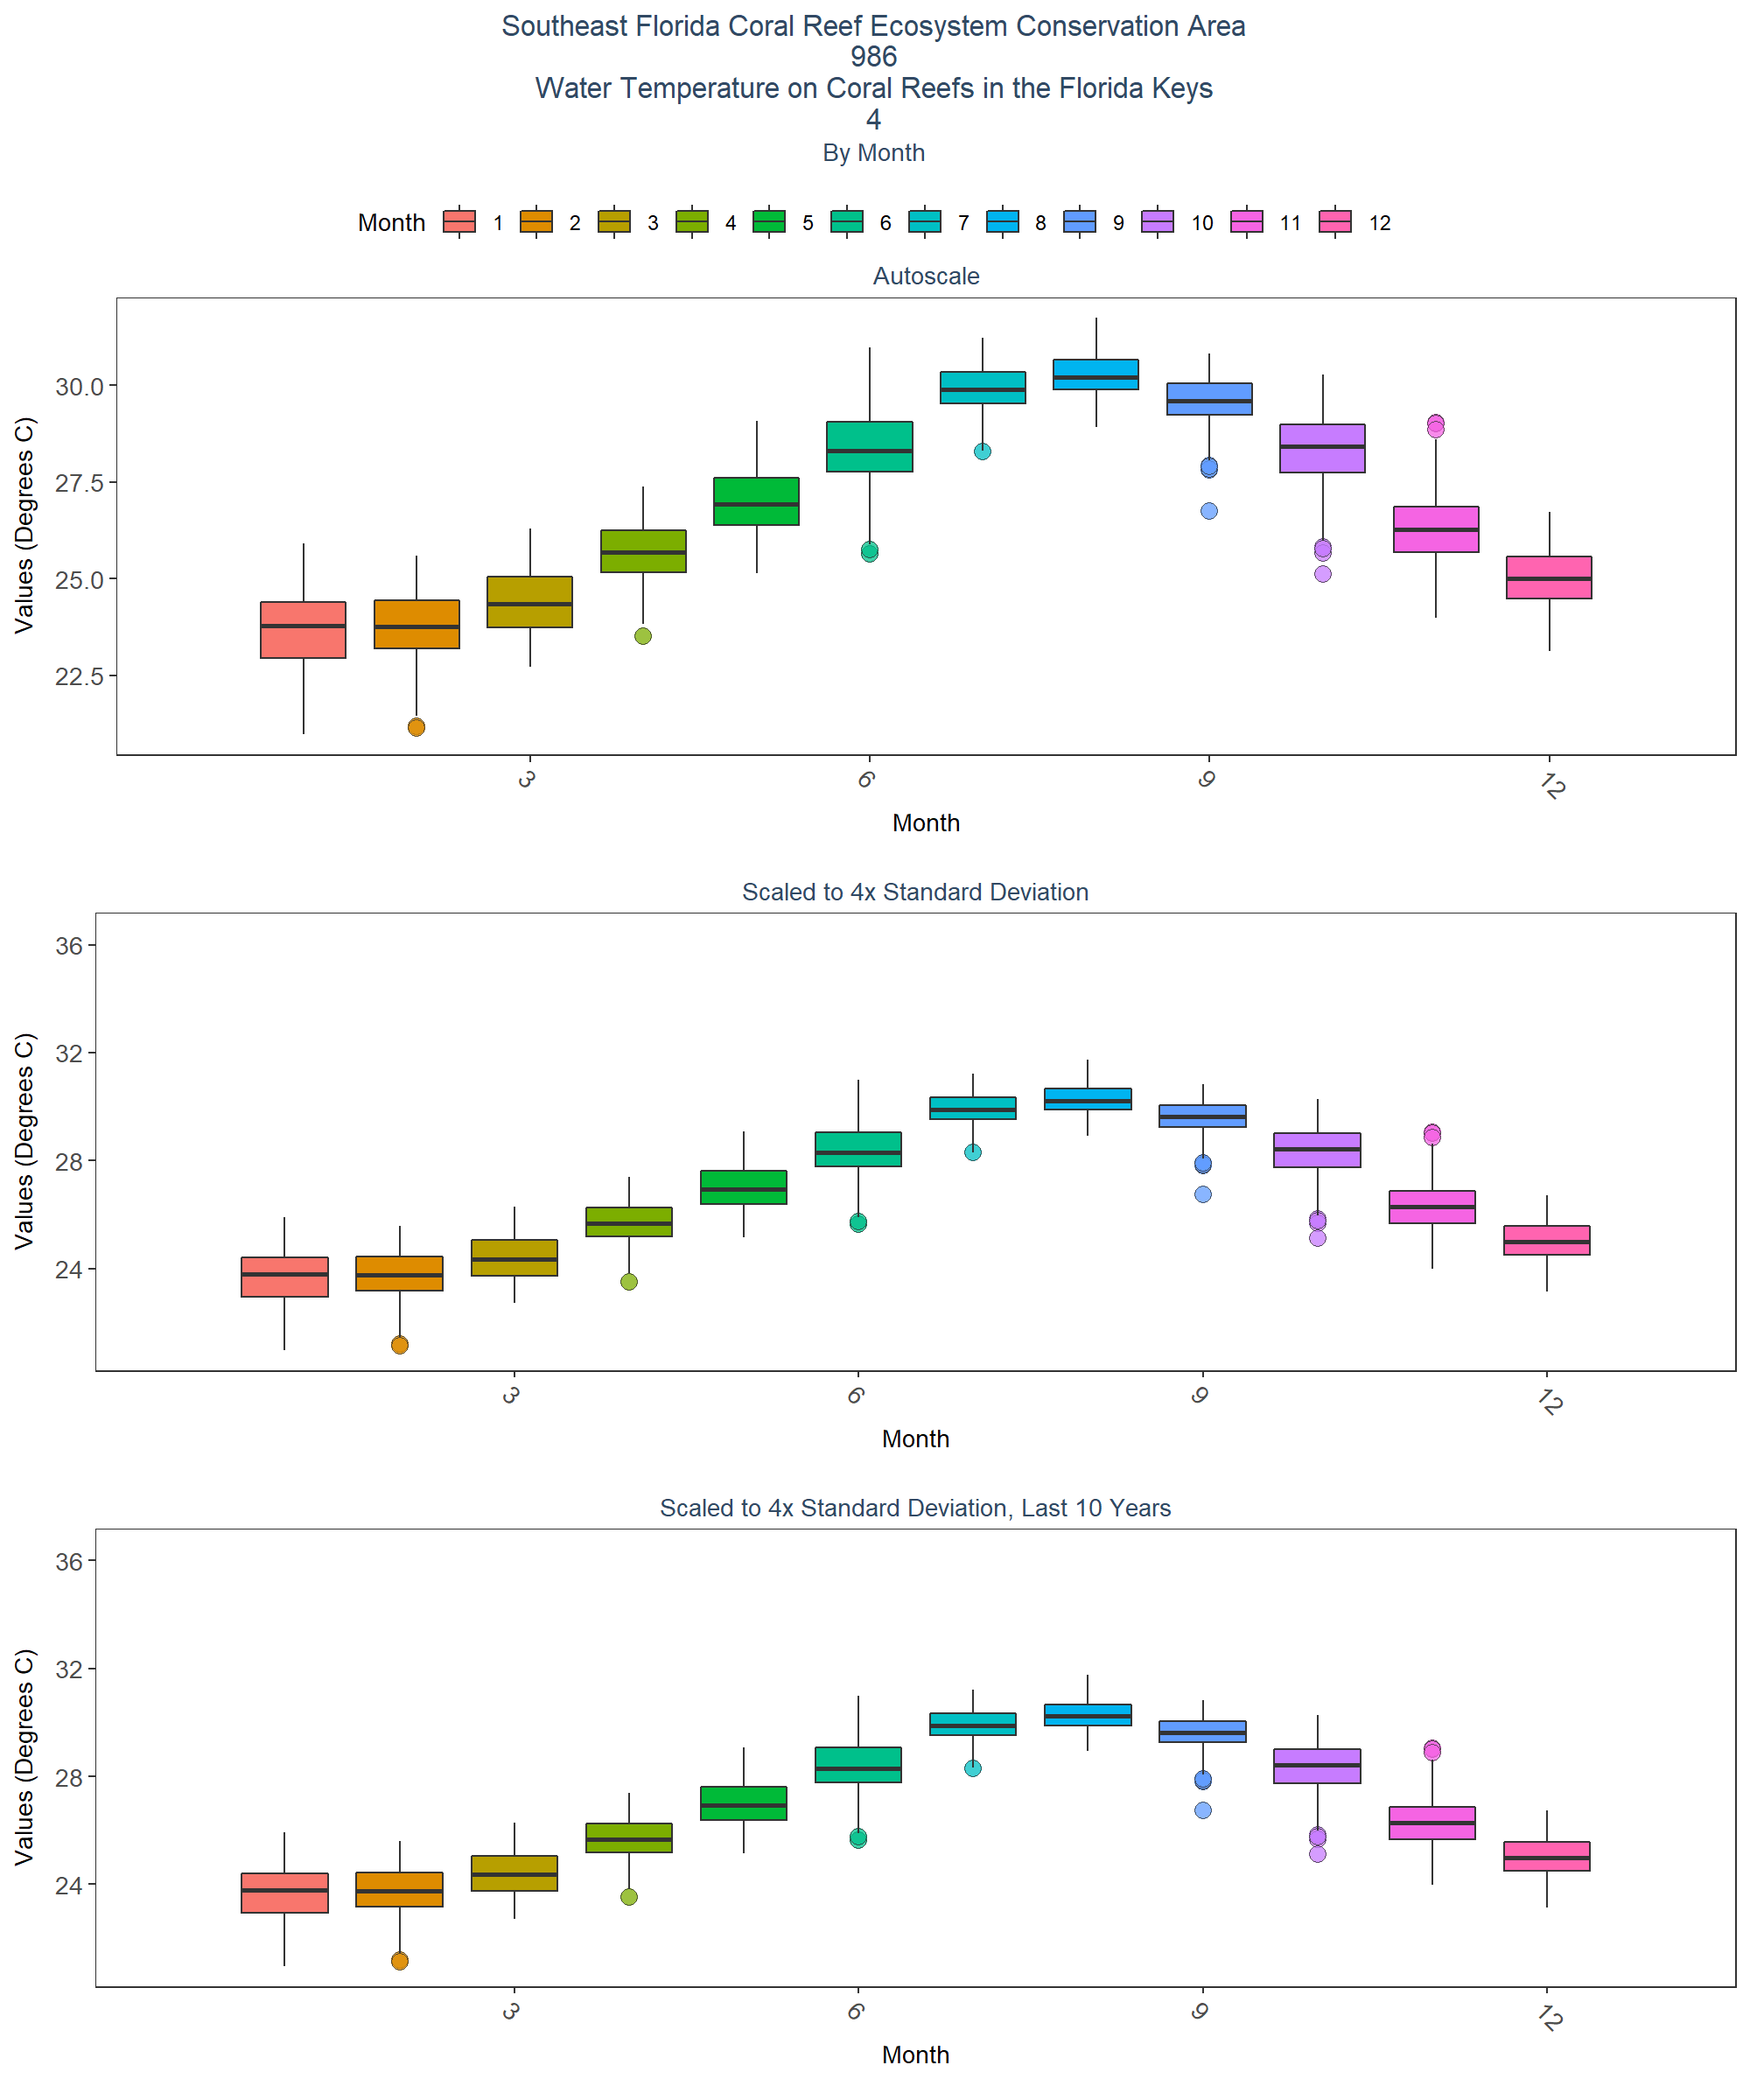 Southeast Florida Coral Reef Ecosystem Conservation Area
986
Water Temperature on Coral Reefs in the Florida Keys
4
By Month
Month 1 2 3 4 5 6 7 8 9 10 11 12
Autoscale
Values (Degrees C)
30.0
27.5
25.0
22.5
3 6 9 12
Month
Scaled to 4x Standard Deviation
Values (Degrees C)
36
32
28
24
3 6 9 12
Month
Scaled to 4x Standard Deviation, Last 10 Years
Values (Degrees C)
36
32
28
24
3 6 9 12
Month